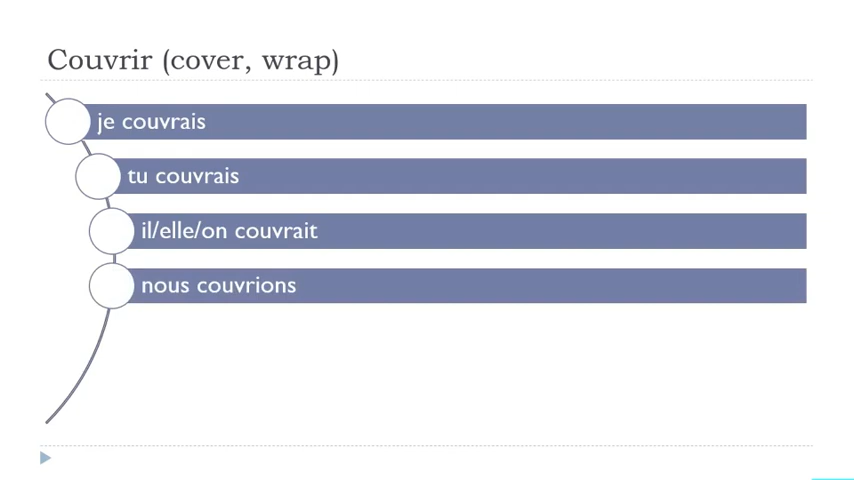 Couvrir (cover, wrap)
je couvrais
tu couvrais
il/elle/on couvrait
nous couvrions